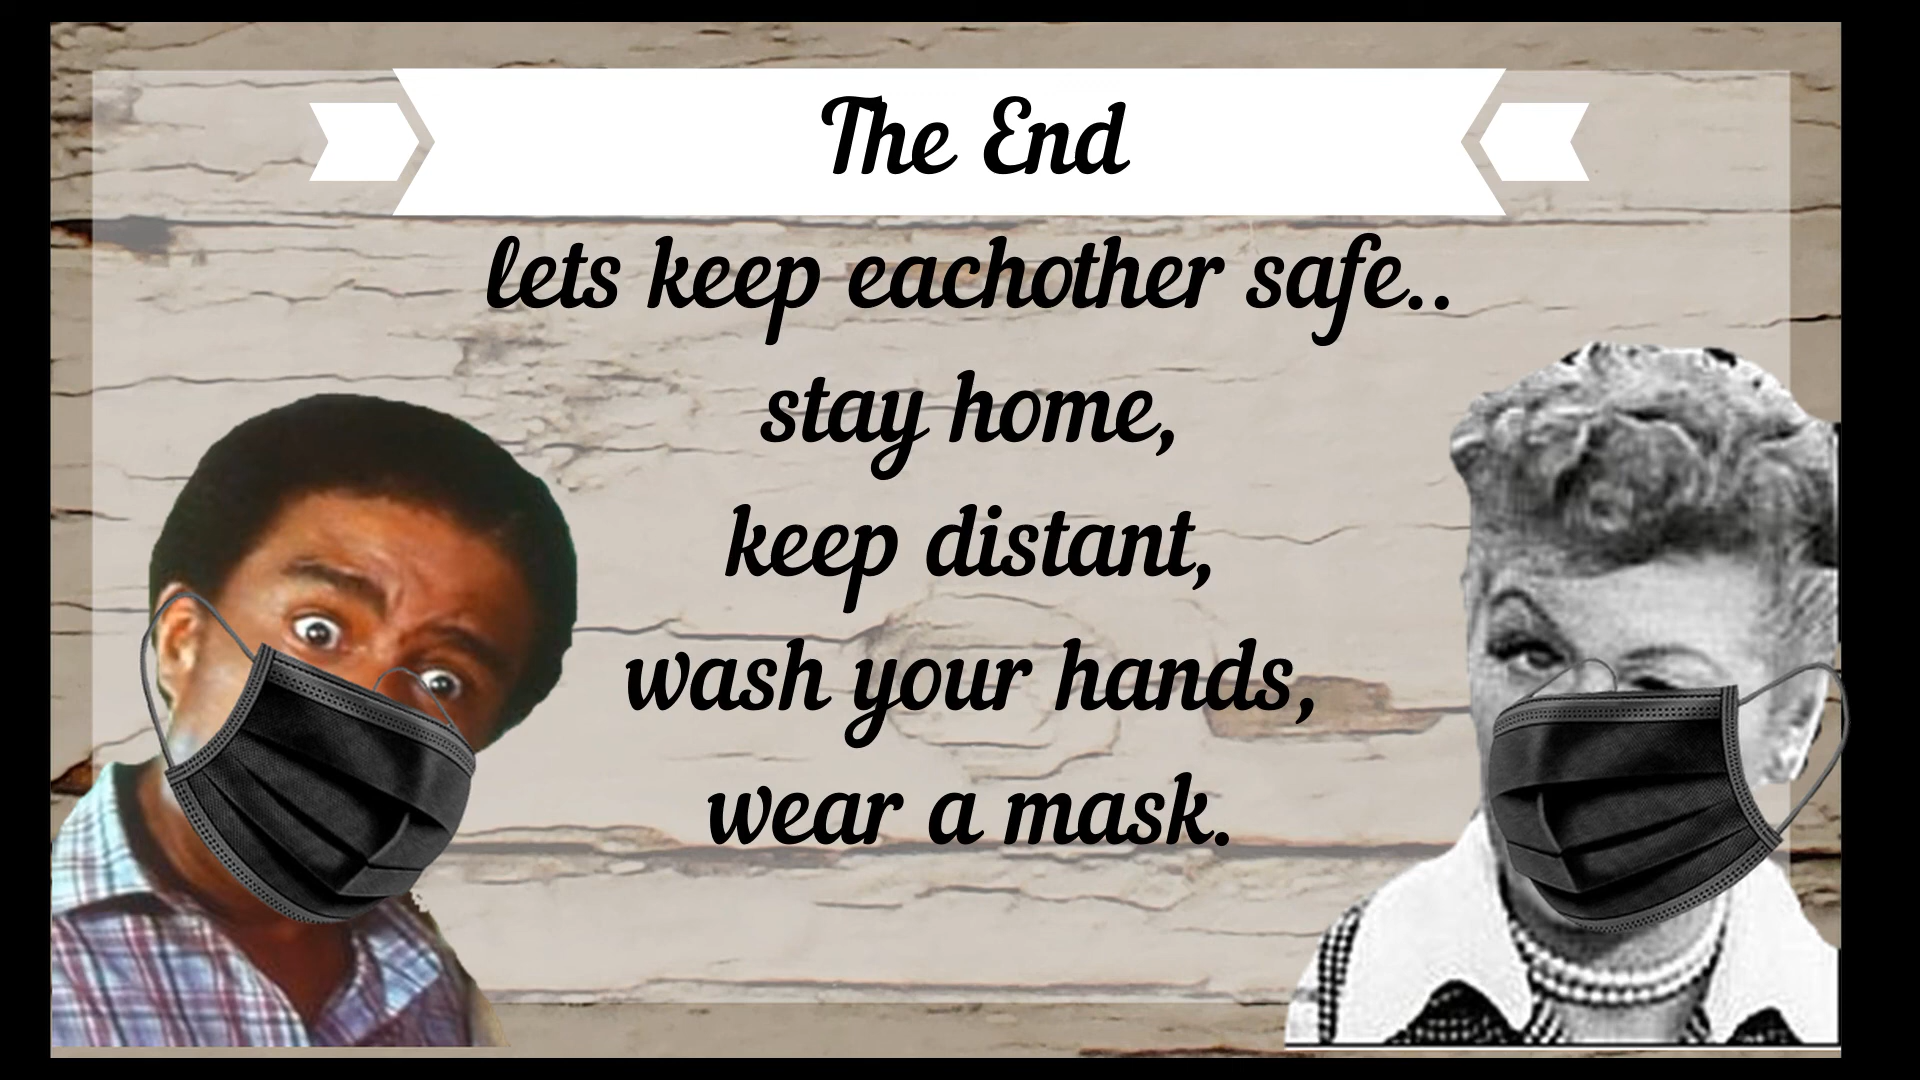 The End
lets keep eachother safe..
stay home,
keep distant,
wash your hands,
wear a mask.